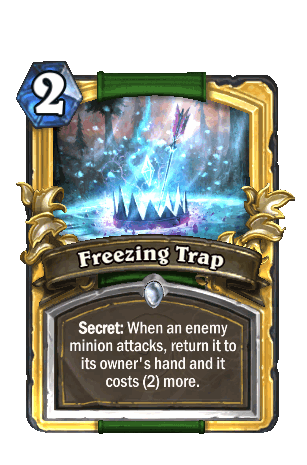 2
Freezing Trap
Secret: When an enemy
minion attacks, return it to
its owner's hand and it
costs (2) more.